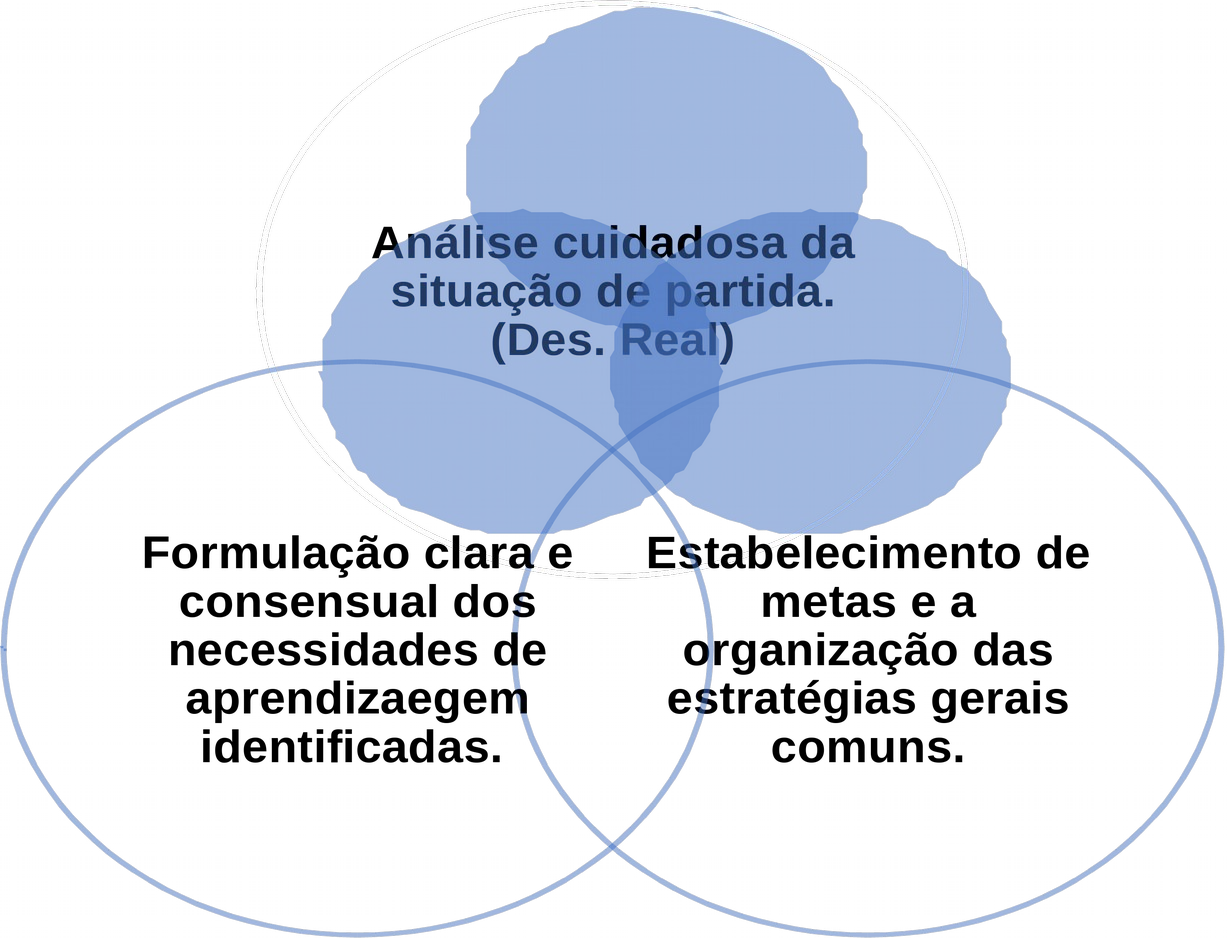 Análise cuidadosa da
situação de partida.
(Des. Real)
Formulação clara e
consensual dos
necessidades de
aprendizaegem
identificadas.
Estabelecimento de
metas e a
organização das
estratégias gerais
comuns.